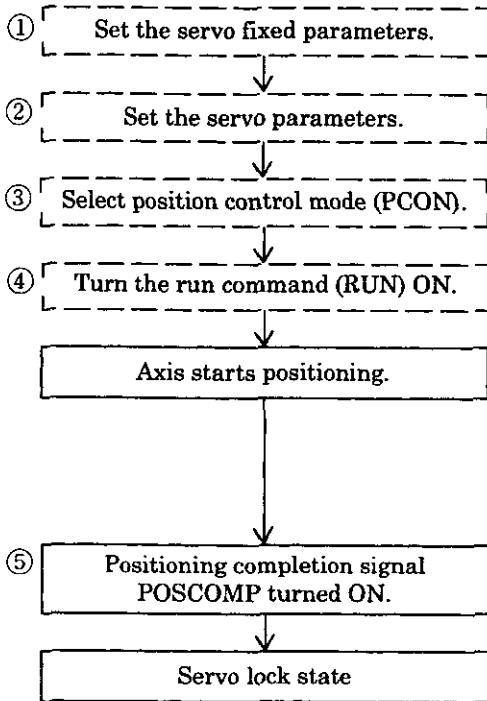 ① Set the servo fixed parameters.
② Set the servo parameters.
③ Select position control mode (PCON).
④ Turn the run command (RUN) ON.
Axis starts positioning.
⑤ Positioning completion signal
POSCOMP turned ON.
Servo lock state